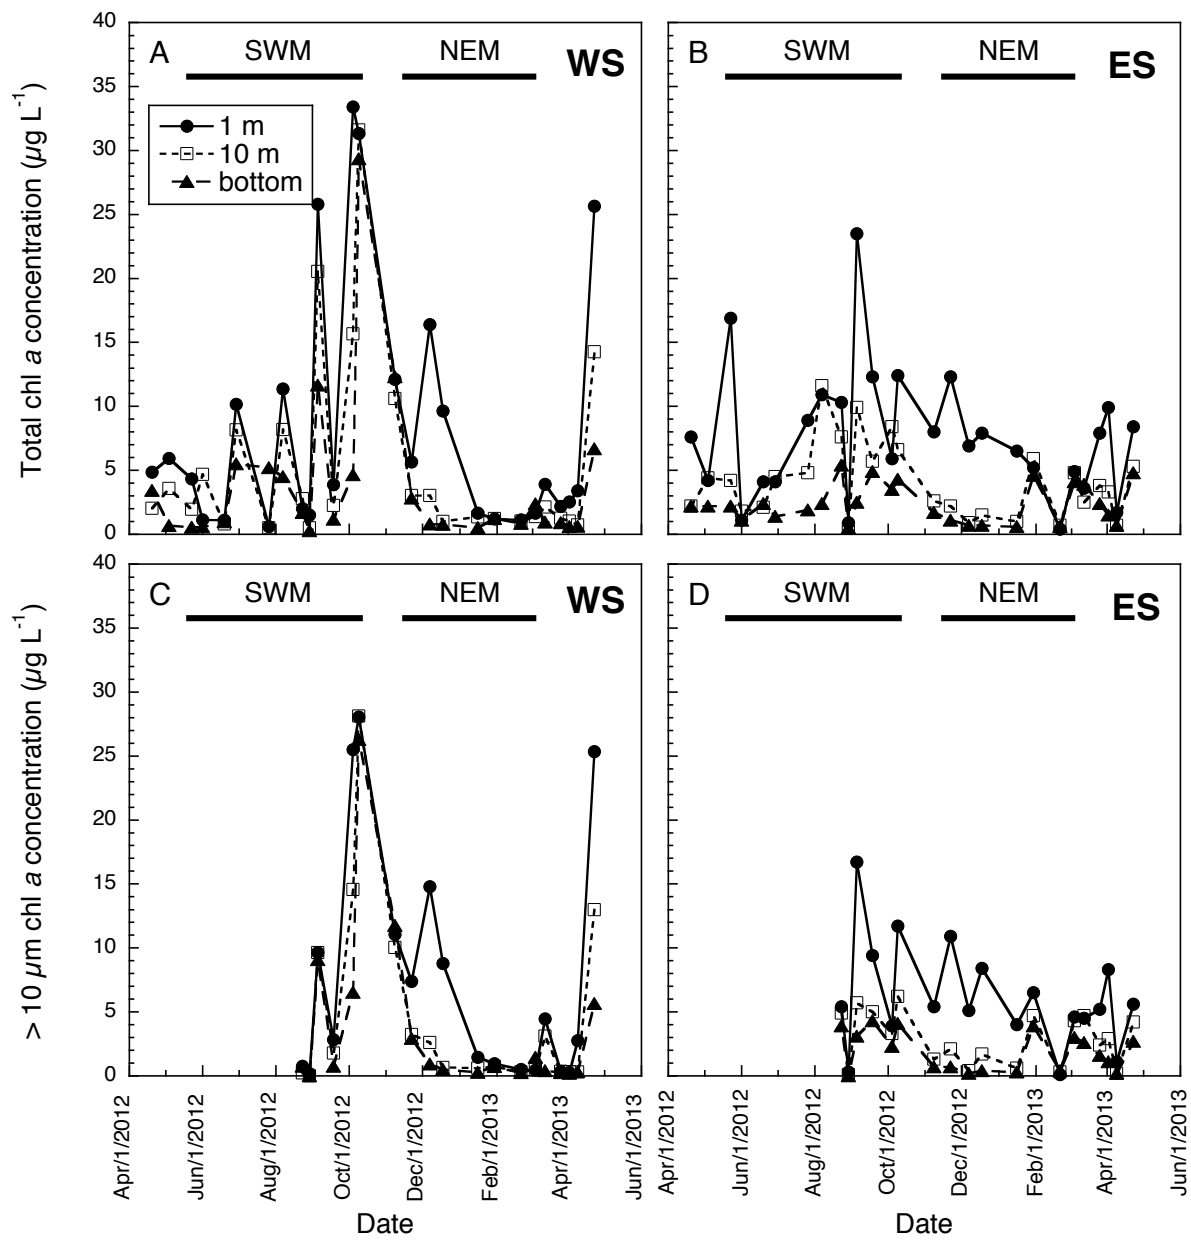 A SWM NEM WS
B SWM NEM ES
1 m
10 m
bottom
40
35
30
25
20
15
10
5
0
Total chl a concentration (µg L⁻¹)
C SWM NEM WS
D SWM NEM ES
40
35
30
25
20
15
10
5
0
> 10 µm chl a concentration (µg L⁻¹)
Apr/1/2012
Jun/1/2012
Aug/1/2012
Oct/1/2012
Dec/1/2012
Feb/1/2013
Apr/1/2013
Jun/1/2013
Date
Apr/1/2012
Jun/1/2012
Aug/1/2012
Oct/1/2012
Dec/1/2012
Feb/1/2013
Apr/1/2013
Jun/1/2013
Date